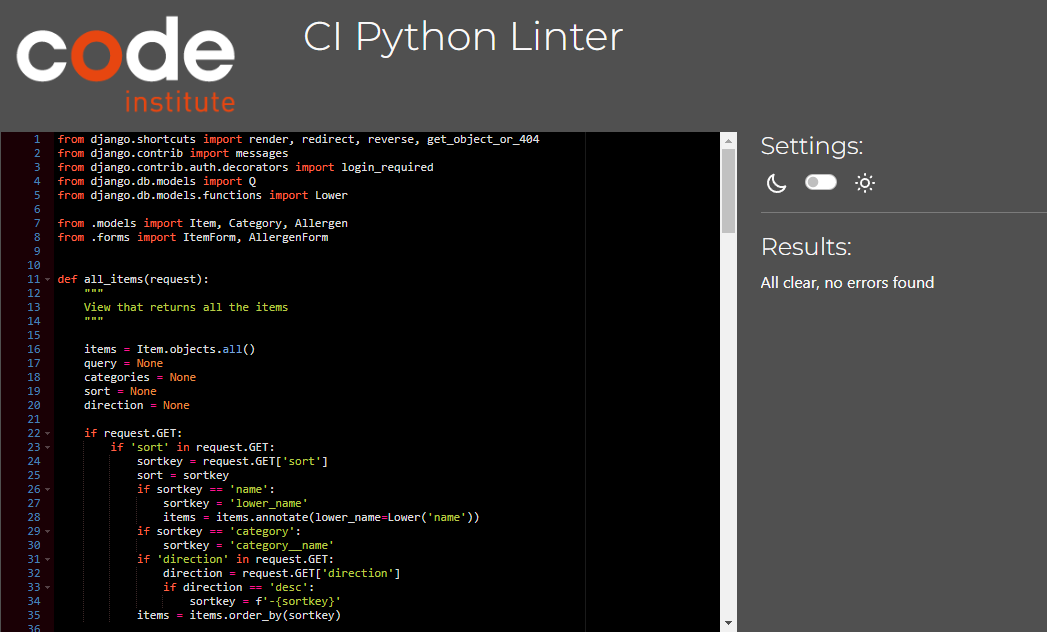 code
institute
CI Python Linter
1 from django.shortcuts import render, redirect, reverse, get_object_or_404
2 from django.contrib import messages
3 from django.contrib.auth.decorators import login_required
4 from django.db.models import Q
5 from django.db.models.functions import Lower
6
7 from .models import Item, Category, Allergen
8 from .forms import ItemForm, AllergenForm
9
10
11 def all_items(request):
12     """
13     View that returns all the items
14     """
15
16     items = Item.objects.all()
17     query = None
18     categories = None
19     sort = None
20     direction = None
21
22     if request.GET:
23         if 'sort' in request.GET:
24             sortkey = request.GET['sort']
25             sort = sortkey
26             if sortkey == 'name':
27                 sortkey = 'lower_name'
28                 items = items.annotate(lower_name=Lower('name'))
29             if sortkey == 'category':
30                 sortkey = 'category__name'
31             if 'direction' in request.GET:
32                 direction = request.GET['direction']
33                 if direction == 'desc':
34                     sortkey = f'-{sortkey}'
35             items = items.order_by(sortkey)
36
Settings:
Results:
All clear, no errors found